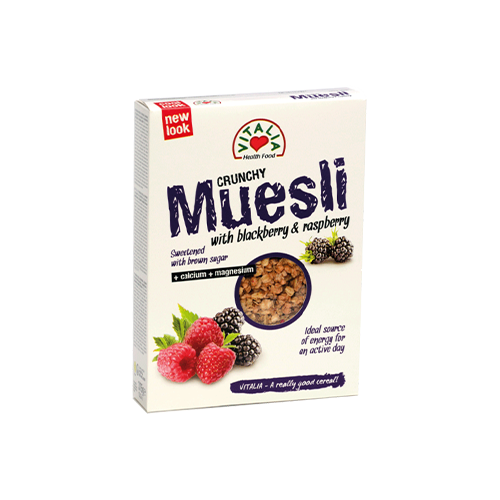 Muesli
new
look
VITALIA
Health Food
CRUNCHY
Muesli
with blackberry & raspberry
Sweetened
with brown sugar
+ calcium + magnesium
Ideal source
of energy for
an active day
VITALIA - A really good cereal!